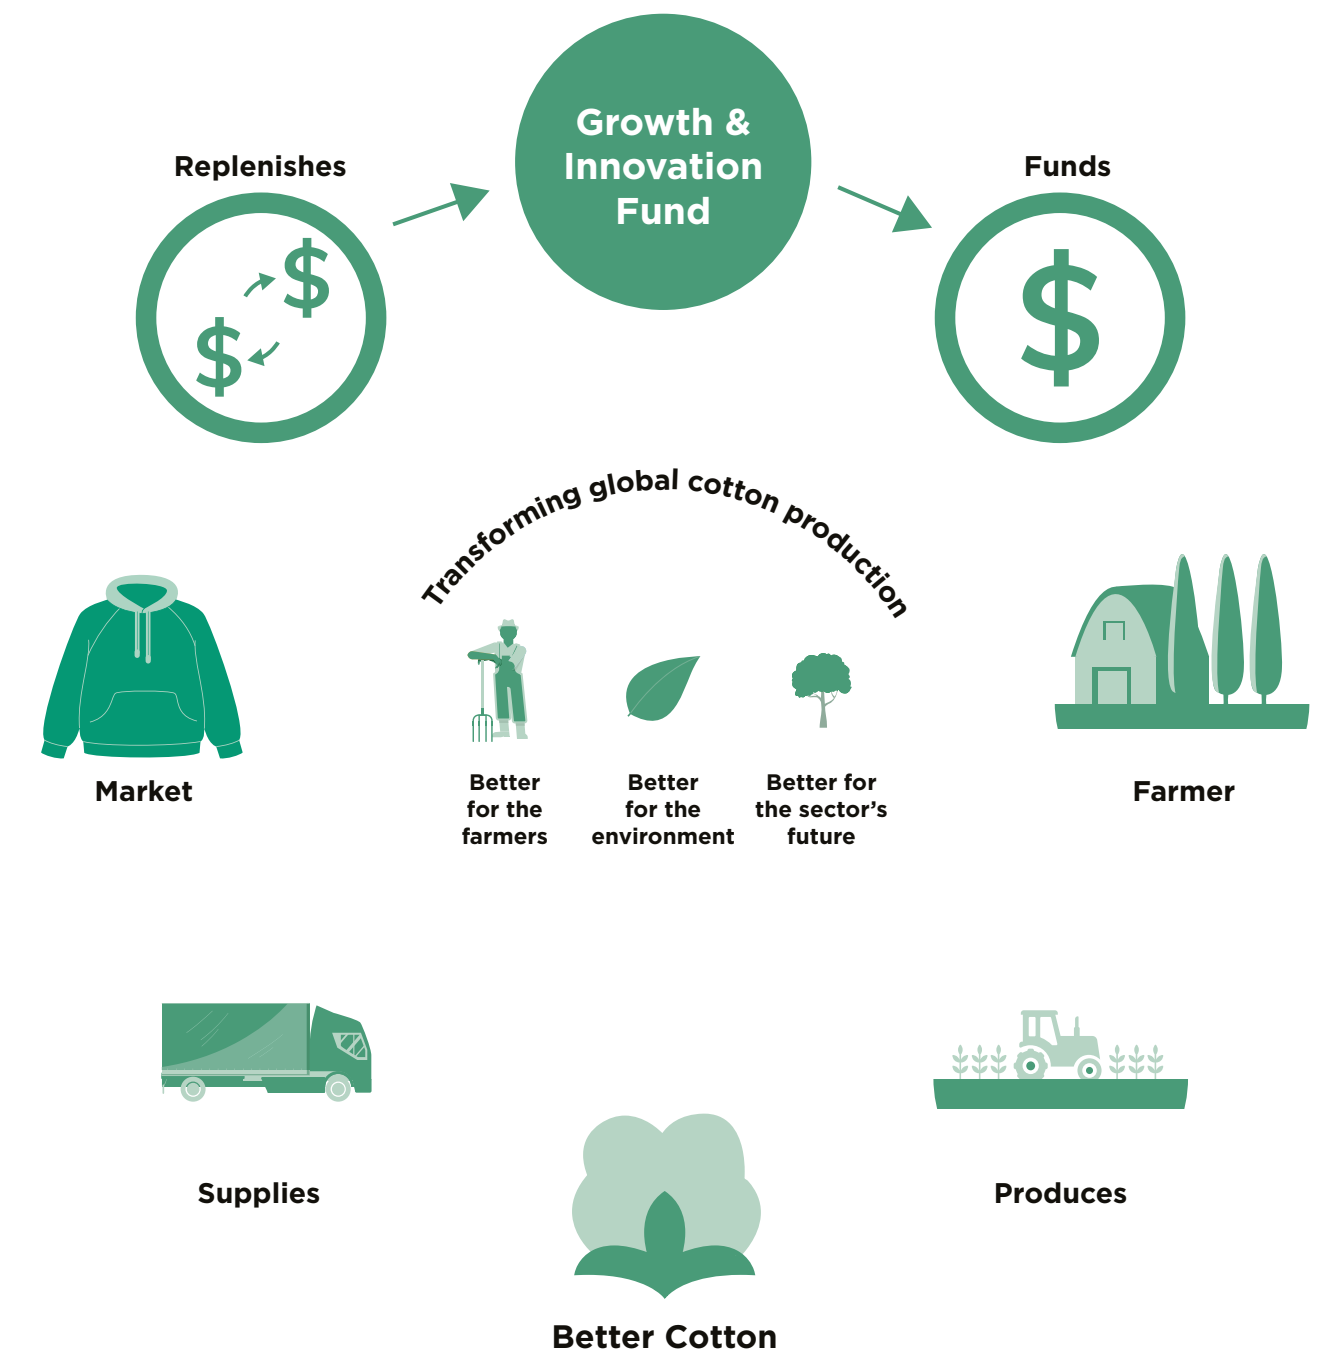 Growth &
Innovation
Fund
Replenishes
Funds
Transforming global cotton production
Better
for the
farmers
Better
for the
environment
Better for
the sector’s
future
Market
Farmer
Supplies
Produces
Better Cotton